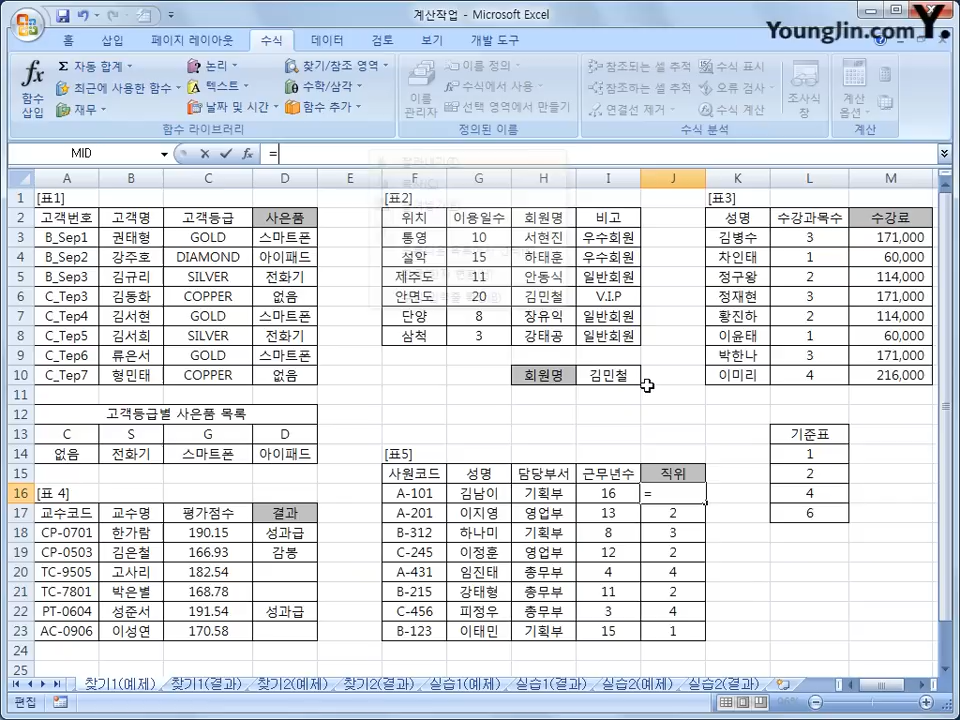 계산작업 - Microsoft Excel
YoungJin.com Y.
홈 삽입 페이지 레이아웃 수식 데이터 검토 보기 개발 도구
fx 함수 삽입
Σ 자동 합계 논리 찾기/참조 영역
최근에 사용한 함수 텍스트 수학/삼각
재무 날짜 및 시간 함수 추가
함수 라이브러리
이름 관리자
이름 정의
수식에서 사용
선택 영역에서 만들기
정의된 이름
참조되는 셀 추적 수식 표시
참조하는 셀 추적 오류 검사
연결선 제거 수식 계산
조사식 창
수식 분석
계산 옵션
계산
MID fx =
A B C D E F G H I J K L M
1 [표1] [표2] [표3]
2 고객번호 고객명 고객등급 사은품 위치 이용일수 회원명 비고 성명 수강과목수 수강료
3 B_Sep1 권태형 GOLD 스마트폰 통영 10 서현진 우수회원 김병수 3 171,000
4 B_Sep2 강주호 DIAMOND 아이패드 설악 15 하태훈 우수회원 차인태 1 60,000
5 B_Sep3 김규리 SILVER 전화기 제주도 11 안동식 일반회원 정구왕 2 114,000
6 C_Tep3 김동화 COPPER 없음 안면도 20 김민철 V.I.P 정재현 3 171,000
7 C_Tep4 김서현 GOLD 스마트폰 단양 8 장유익 일반회원 황진하 2 114,000
8 C_Tep5 김서희 SILVER 전화기 삼척 3 강태공 일반회원 이윤태 1 60,000
9 C_Tep6 류은서 GOLD 스마트폰 박한나 3 171,000
10 C_Tep7 형민태 COPPER 없음 회원명 김민철 이미리 4 216,000
11
12 고객등급별 사은품 목록
13 C S G D 기준표
14 없음 전화기 스마트폰 아이패드 [표5] 1
15 사원코드 성명 담당부서 근무년수 직위 2
16 [표 4] A-101 김남이 기획부 16 = 4
17 교수코드 교수명 평가점수 결과 A-201 이지영 영업부 13 2 6
18 CP-0701 한가람 190.15 성과급 B-312 하나미 기획부 8 3
19 CP-0503 김은철 166.93 감봉 C-245 이정훈 영업부 12 2
20 TC-9505 고사리 182.54 A-431 임진태 총무부 4 4
21 TC-7801 박은별 168.78 B-215 강태형 총무부 11 2
22 PT-0604 성준서 191.54 성과급 C-456 피정우 총무부 3 4
23 AC-0906 이성연 170.58 B-123 이태민 기획부 15 1
24
25
찾기1(예제) 찾기1(결과) 찾기2(예제) 찾기2(결과) 실습1(예제) 실습1(결과) 실습2(예제) 실습2(결과)
편집 96%